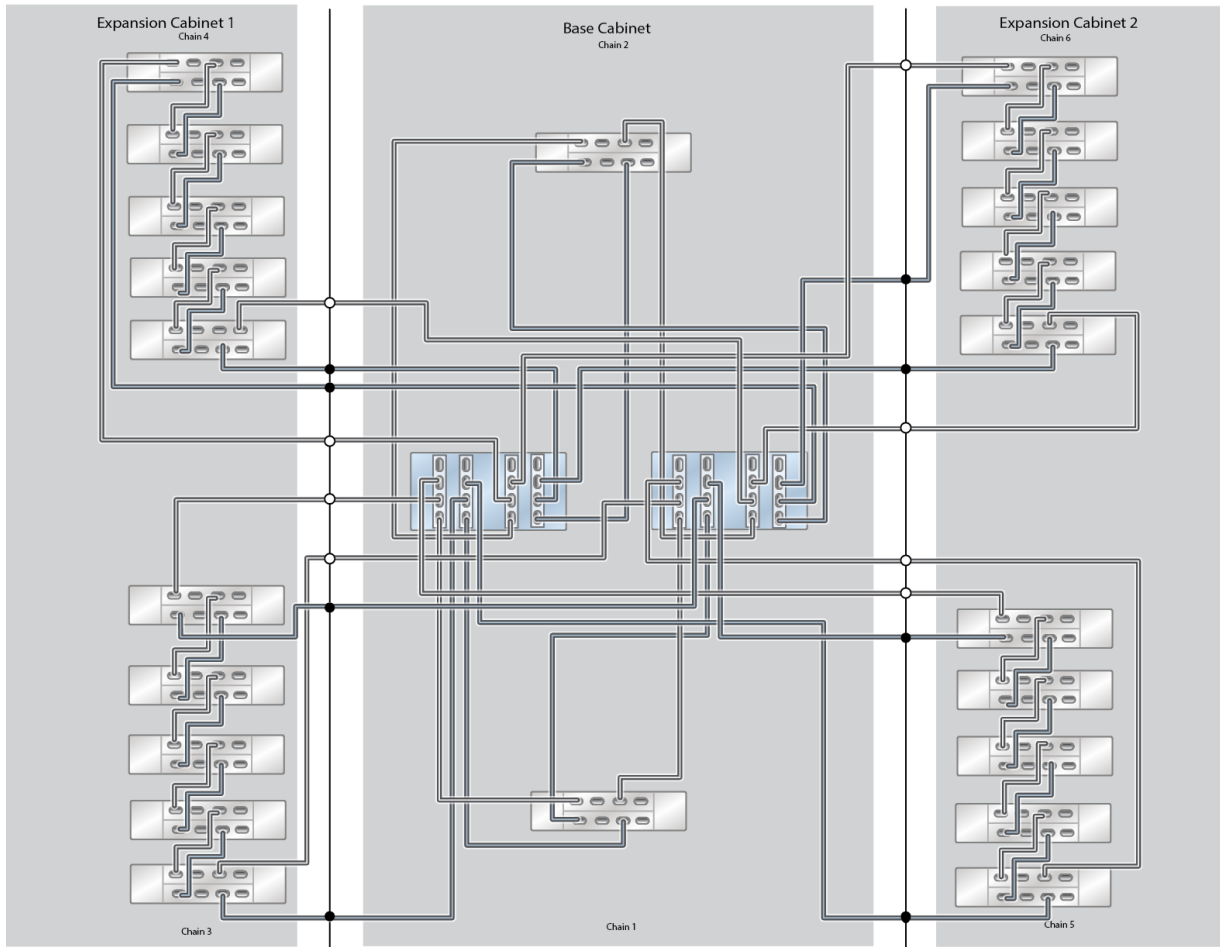 Expansion Cabinet 1
Chain 4
Base Cabinet
Chain 2
Expansion Cabinet 2
Chain 6
Chain 3
Chain 1
Chain 5